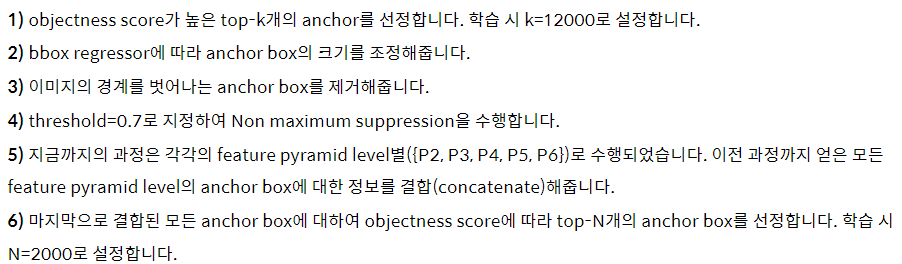 1) objectness score가 높은 top-k개의 anchor를 선정합니다. 학습 시 k=12000로 설정합니다.
2) bbox regressor에 따라 anchor box의 크기를 조정해줍니다.
3) 이미지의 경계를 벗어나는 anchor box를 제거해줍니다.
4) threshold=0.7로 지정하여 Non maximum suppression을 수행합니다.
5) 지금까지의 과정은 각각의 feature pyramid level별({P2, P3, P4, P5, P6})로 수행되었습니다. 이전 과정까지 얻은 모든
feature pyramid level의 anchor box에 대한 정보를 결합(concatenate)해줍니다.
6) 마지막으로 결합된 모든 anchor box에 대하여 objectness score에 따라 top-N개의 anchor box를 선정합니다. 학습 시
N=2000로 설정합니다.